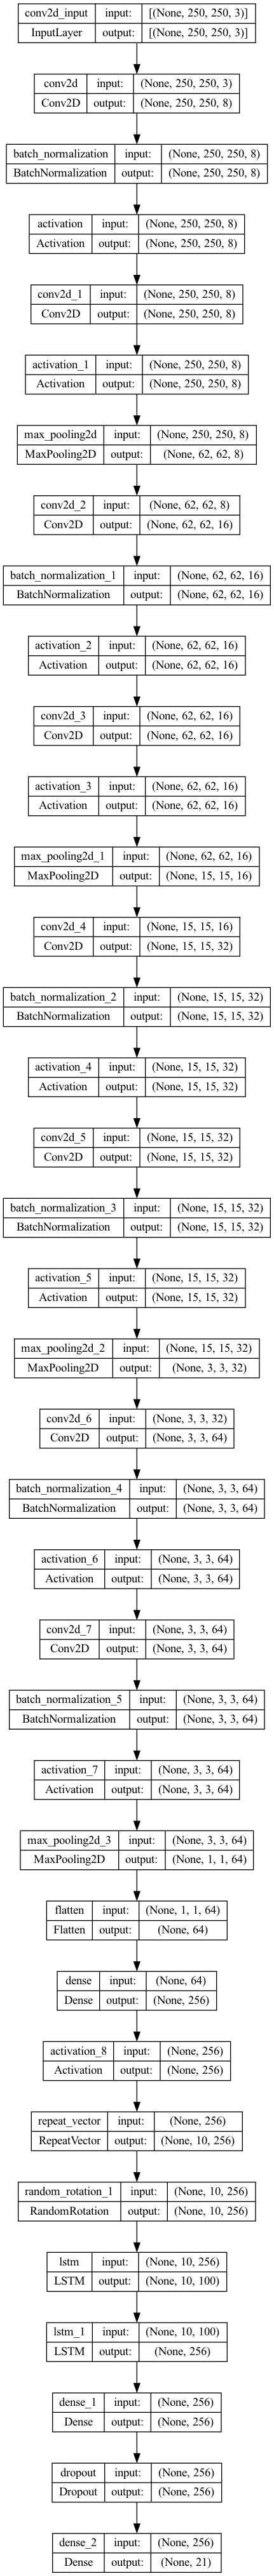 conv2d_input input: [(None, 250, 250, 3)]
InputLayer output: [(None, 250, 250, 3)]
conv2d input: (None, 250, 250, 3)
Conv2D output: (None, 250, 250, 8)
batch_normalization input: (None, 250, 250, 8)
BatchNormalization output: (None, 250, 250, 8)
activation input: (None, 250, 250, 8)
Activation output: (None, 250, 250, 8)
conv2d_1 input: (None, 250, 250, 8)
Conv2D output: (None, 250, 250, 8)
activation_1 input: (None, 250, 250, 8)
Activation output: (None, 250, 250, 8)
max_pooling2d input: (None, 250, 250, 8)
MaxPooling2D output: (None, 62, 62, 8)
conv2d_2 input: (None, 62, 62, 8)
Conv2D output: (None, 62, 62, 16)
batch_normalization_1 input: (None, 62, 62, 16)
BatchNormalization output: (None, 62, 62, 16)
activation_2 input: (None, 62, 62, 16)
Activation output: (None, 62, 62, 16)
conv2d_3 input: (None, 62, 62, 16)
Conv2D output: (None, 62, 62, 16)
activation_3 input: (None, 62, 62, 16)
Activation output: (None, 62, 62, 16)
max_pooling2d_1 input: (None, 62, 62, 16)
MaxPooling2D output: (None, 15, 15, 16)
conv2d_4 input: (None, 15, 15, 16)
Conv2D output: (None, 15, 15, 32)
batch_normalization_2 input: (None, 15, 15, 32)
BatchNormalization output: (None, 15, 15, 32)
activation_4 input: (None, 15, 15, 32)
Activation output: (None, 15, 15, 32)
conv2d_5 input: (None, 15, 15, 32)
Conv2D output: (None, 15, 15, 32)
batch_normalization_3 input: (None, 15, 15, 32)
BatchNormalization output: (None, 15, 15, 32)
activation_5 input: (None, 15, 15, 32)
Activation output: (None, 15, 15, 32)
max_pooling2d_2 input: (None, 15, 15, 32)
MaxPooling2D output: (None, 3, 3, 32)
conv2d_6 input: (None, 3, 3, 32)
Conv2D output: (None, 3, 3, 64)
batch_normalization_4 input: (None, 3, 3, 64)
BatchNormalization output: (None, 3, 3, 64)
activation_6 input: (None, 3, 3, 64)
Activation output: (None, 3, 3, 64)
conv2d_7 input: (None, 3, 3, 64)
Conv2D output: (None, 3, 3, 64)
batch_normalization_5 input: (None, 3, 3, 64)
BatchNormalization output: (None, 3, 3, 64)
activation_7 input: (None, 3, 3, 64)
Activation output: (None, 3, 3, 64)
max_pooling2d_3 input: (None, 3, 3, 64)
MaxPooling2D output: (None, 1, 1, 64)
flatten input: (None, 1, 1, 64)
Flatten output: (None, 64)
dense input: (None, 64)
Dense output: (None, 256)
activation_8 input: (None, 256)
Activation output: (None, 256)
repeat_vector input: (None, 256)
RepeatVector output: (None, 10, 256)
random_rotation_1 input: (None, 10, 256)
RandomRotation output: (None, 10, 256)
lstm input: (None, 10, 256)
LSTM output: (None, 10, 100)
lstm_1 input: (None, 10, 100)
LSTM output: (None, 256)
dense_1 input: (None, 256)
Dense output: (None, 256)
dropout input: (None, 256)
Dropout output: (None, 256)
dense_2 input: (None, 256)
Dense output: (None, 21)